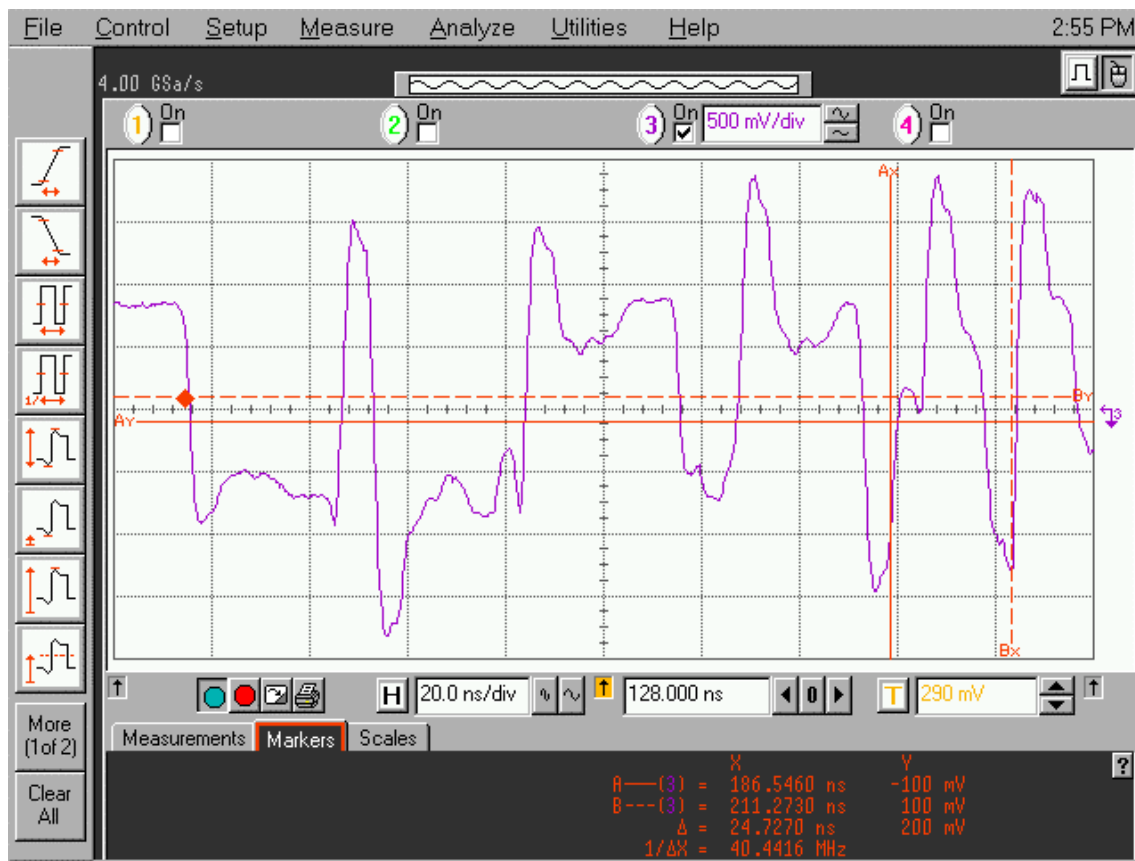 File Control Setup Measure Analyze Utilities Help 2:55 PM
4.00 GSa/s
1 On 2 On 3 On 500 mV/div 4 On
Ax
AY
BY
3
Bx
1/
More
(1of 2)
Clear
All
H 20.0 ns/div 128.000 ns 0 T 290 mV
Measurements Markers Scales
?
X Y
A——(3) = 186.5460 ns -100 mV
B---(3) = 211.2730 ns 100 mV
Δ = 24.7270 ns 200 mV
1/ΔX = 40.4416 MHz